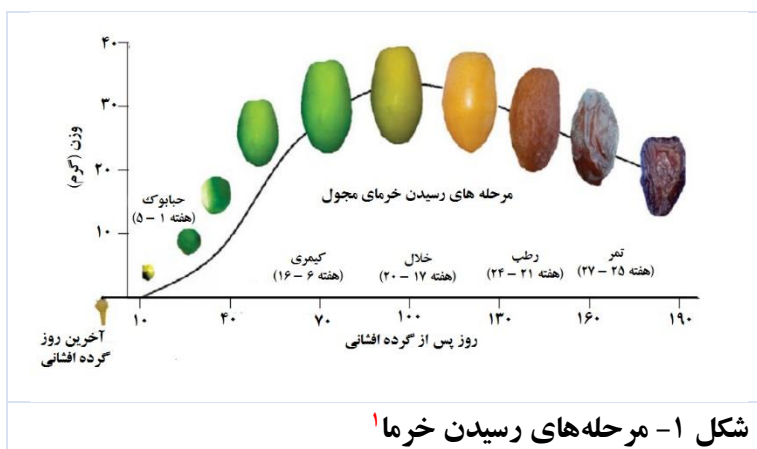 وزن (گرم)
۴۰
۳۰
۲۰
۱۰
مرحله های رسیدن خرمای مجول
حبابوک
(هفته ۱ – ۵)
کیمری
(هفته ۶ – ۱۶)
خلال
(هفته ۱۷ – ۲۰)
رطب
(هفته ۲۱ – ۲۴)
تمر
(هفته ۲۵ – ۲۷)
۱۰ ۴۰ ۷۰ ۱۰۰ ۱۳۰ ۱۶۰ ۱۹۰
آخرین روز
گرده افشانی
روز پس از گرده افشانی
شکل ۱- مرحله‌های رسیدن خرما۱